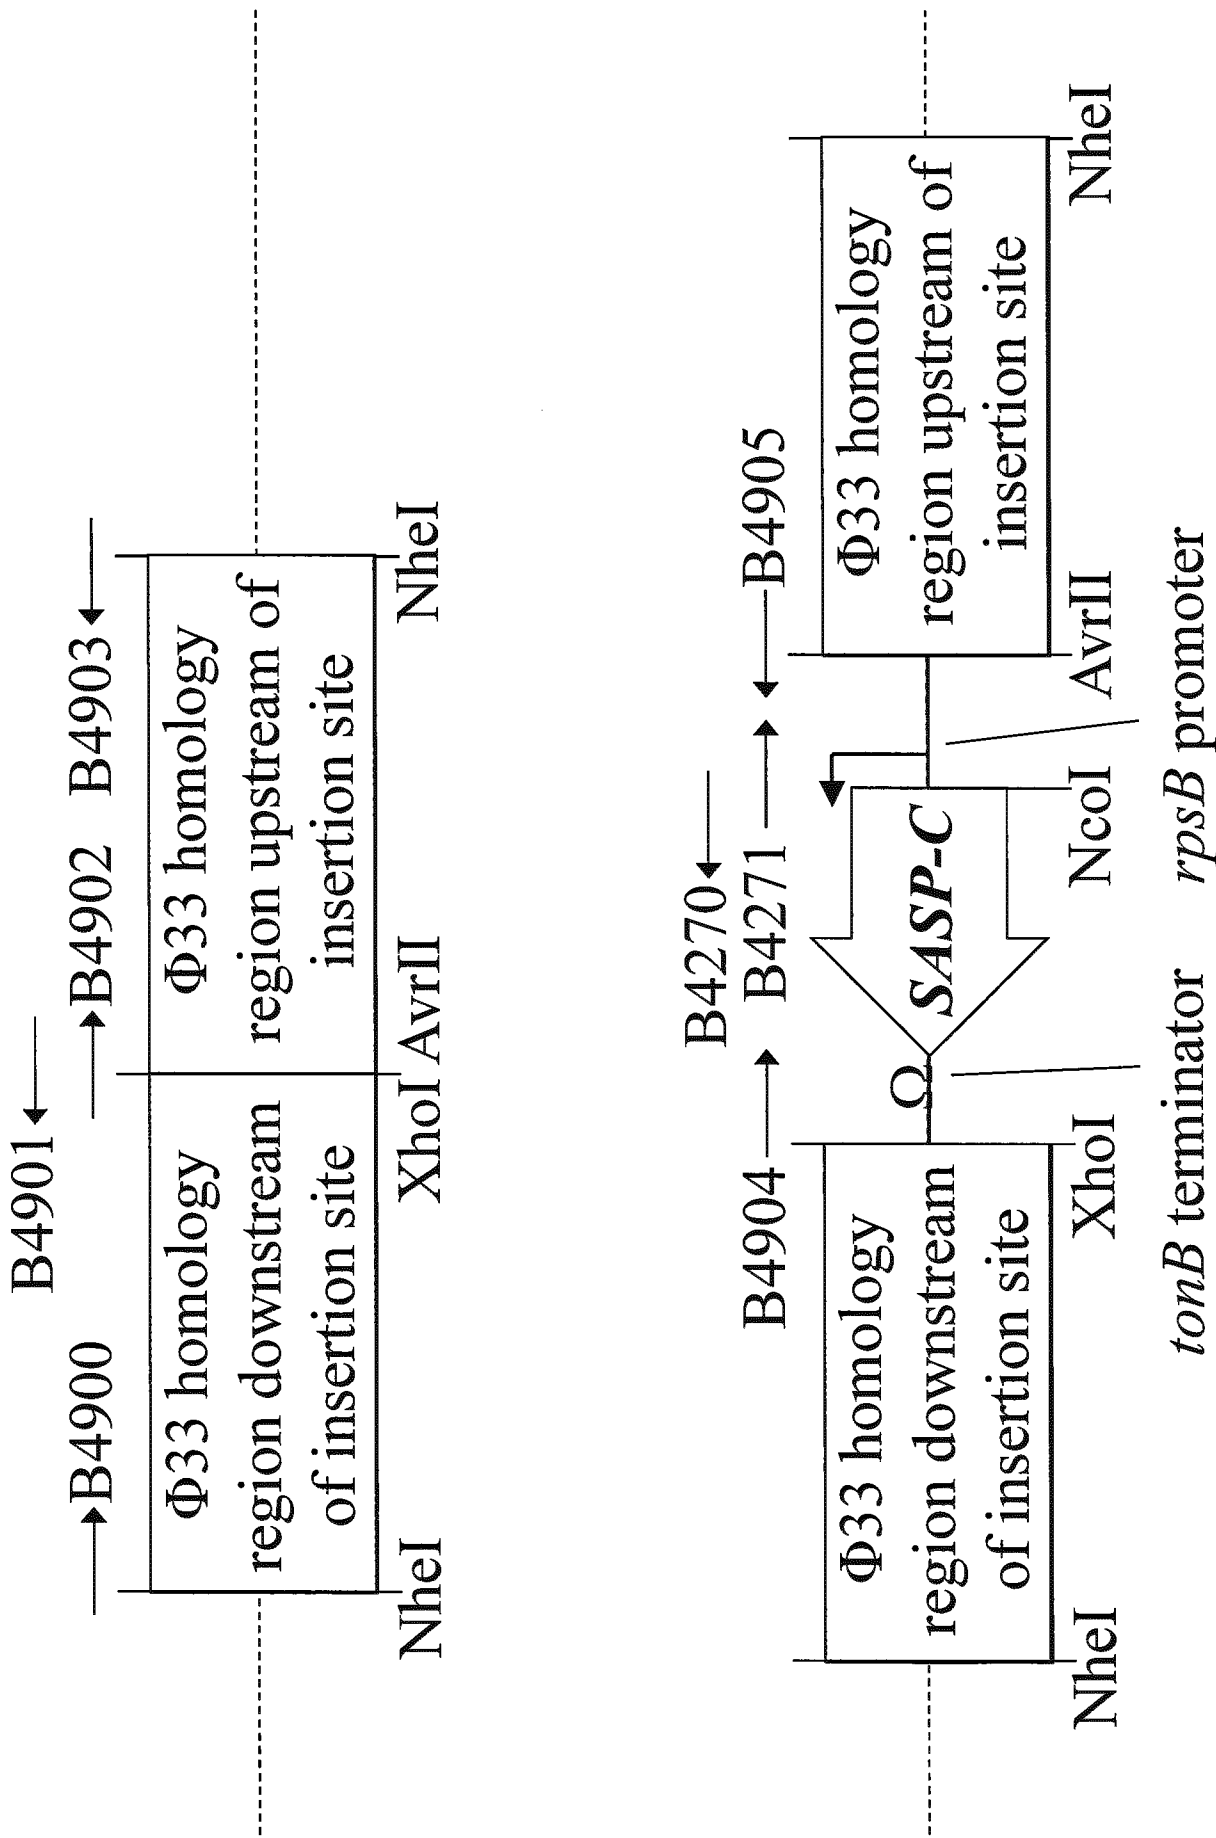 B4901
B4900
B4902
B4903
Φ33 homology
region downstream
of insertion site
Φ33 homology
region upstream of
insertion site
NheI
XhoI
AvrII
NheI
B4270
B4904
B4271
B4905
Φ33 homology
region downstream
of insertion site
Ω
SASP-C
Φ33 homology
region upstream of
insertion site
NheI
XhoI
NcoI
AvrII
NheI
tonB terminator
rpsB promoter